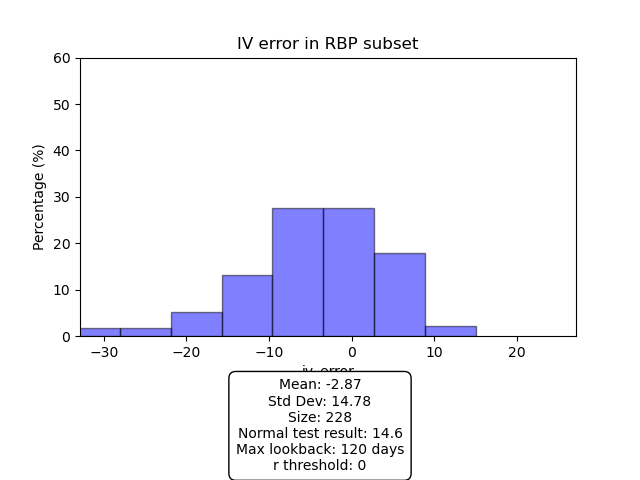 IV error in RBP subset
Percentage (%)
60
50
40
30
20
10
0
−30
−20
−10
0
10
20
iv_error
Mean: -2.87
Std Dev: 14.78
Size: 228
Normal test result: 14.6
Max lookback: 120 days
r threshold: 0